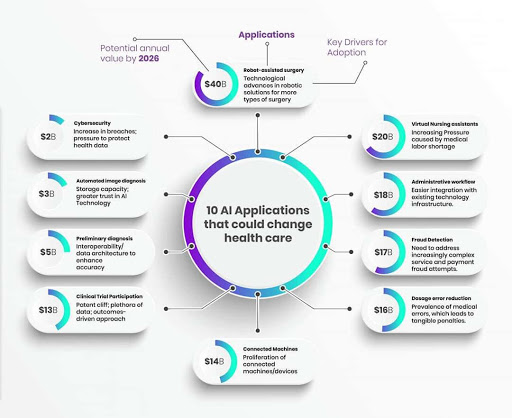 Applications
Potential annual
value by 2026
Key Drivers for
Adoption
$40B
Robot-assisted surgery
Technological
advances in robotic
solutions for more
types of surgery
$2B
Cybersecurity
Increase in breaches;
pressure to protect
health data
$20B
Virtual Nursing assistants
Increasing Pressure
caused by medical
labor shortage
$3B
Automated image diagnosis
Storage capacity;
greater trust in AI
Technology
$18B
Administrative workflow
Easier integration with
existing technology
infrastructure.
10 AI Applications
that could change
health care
$5B
Preliminary diagnosis
Interoperability/
data architecture to
enhance
accuracy
$17B
Fraud Detection
Need to address
increasingly complex
service and payment
fraud attempts.
$13B
Clinical Trial Participation
Patent cliff; plethora of
data; outcomes-
driven approach
$16B
Dosage error reduction
Prevalence of medical
errors, which leads to
tangible penalties.
$14B
Connected Machines
Proliferation of
connected
machines/devices